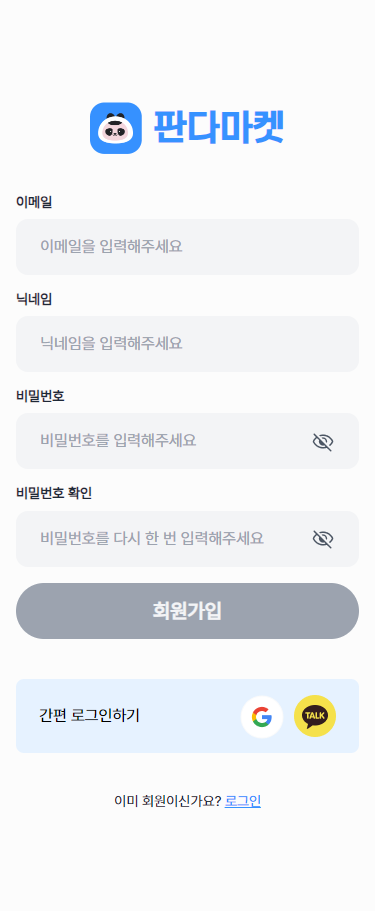 판다마켓
이메일
이메일을 입력해주세요
닉네임
닉네임을 입력해주세요
비밀번호
비밀번호를 입력해주세요
비밀번호 확인
비밀번호를 다시 한 번 입력해주세요
회원가입
간편 로그인하기
TALK
이미 회원이신가요? 로그인